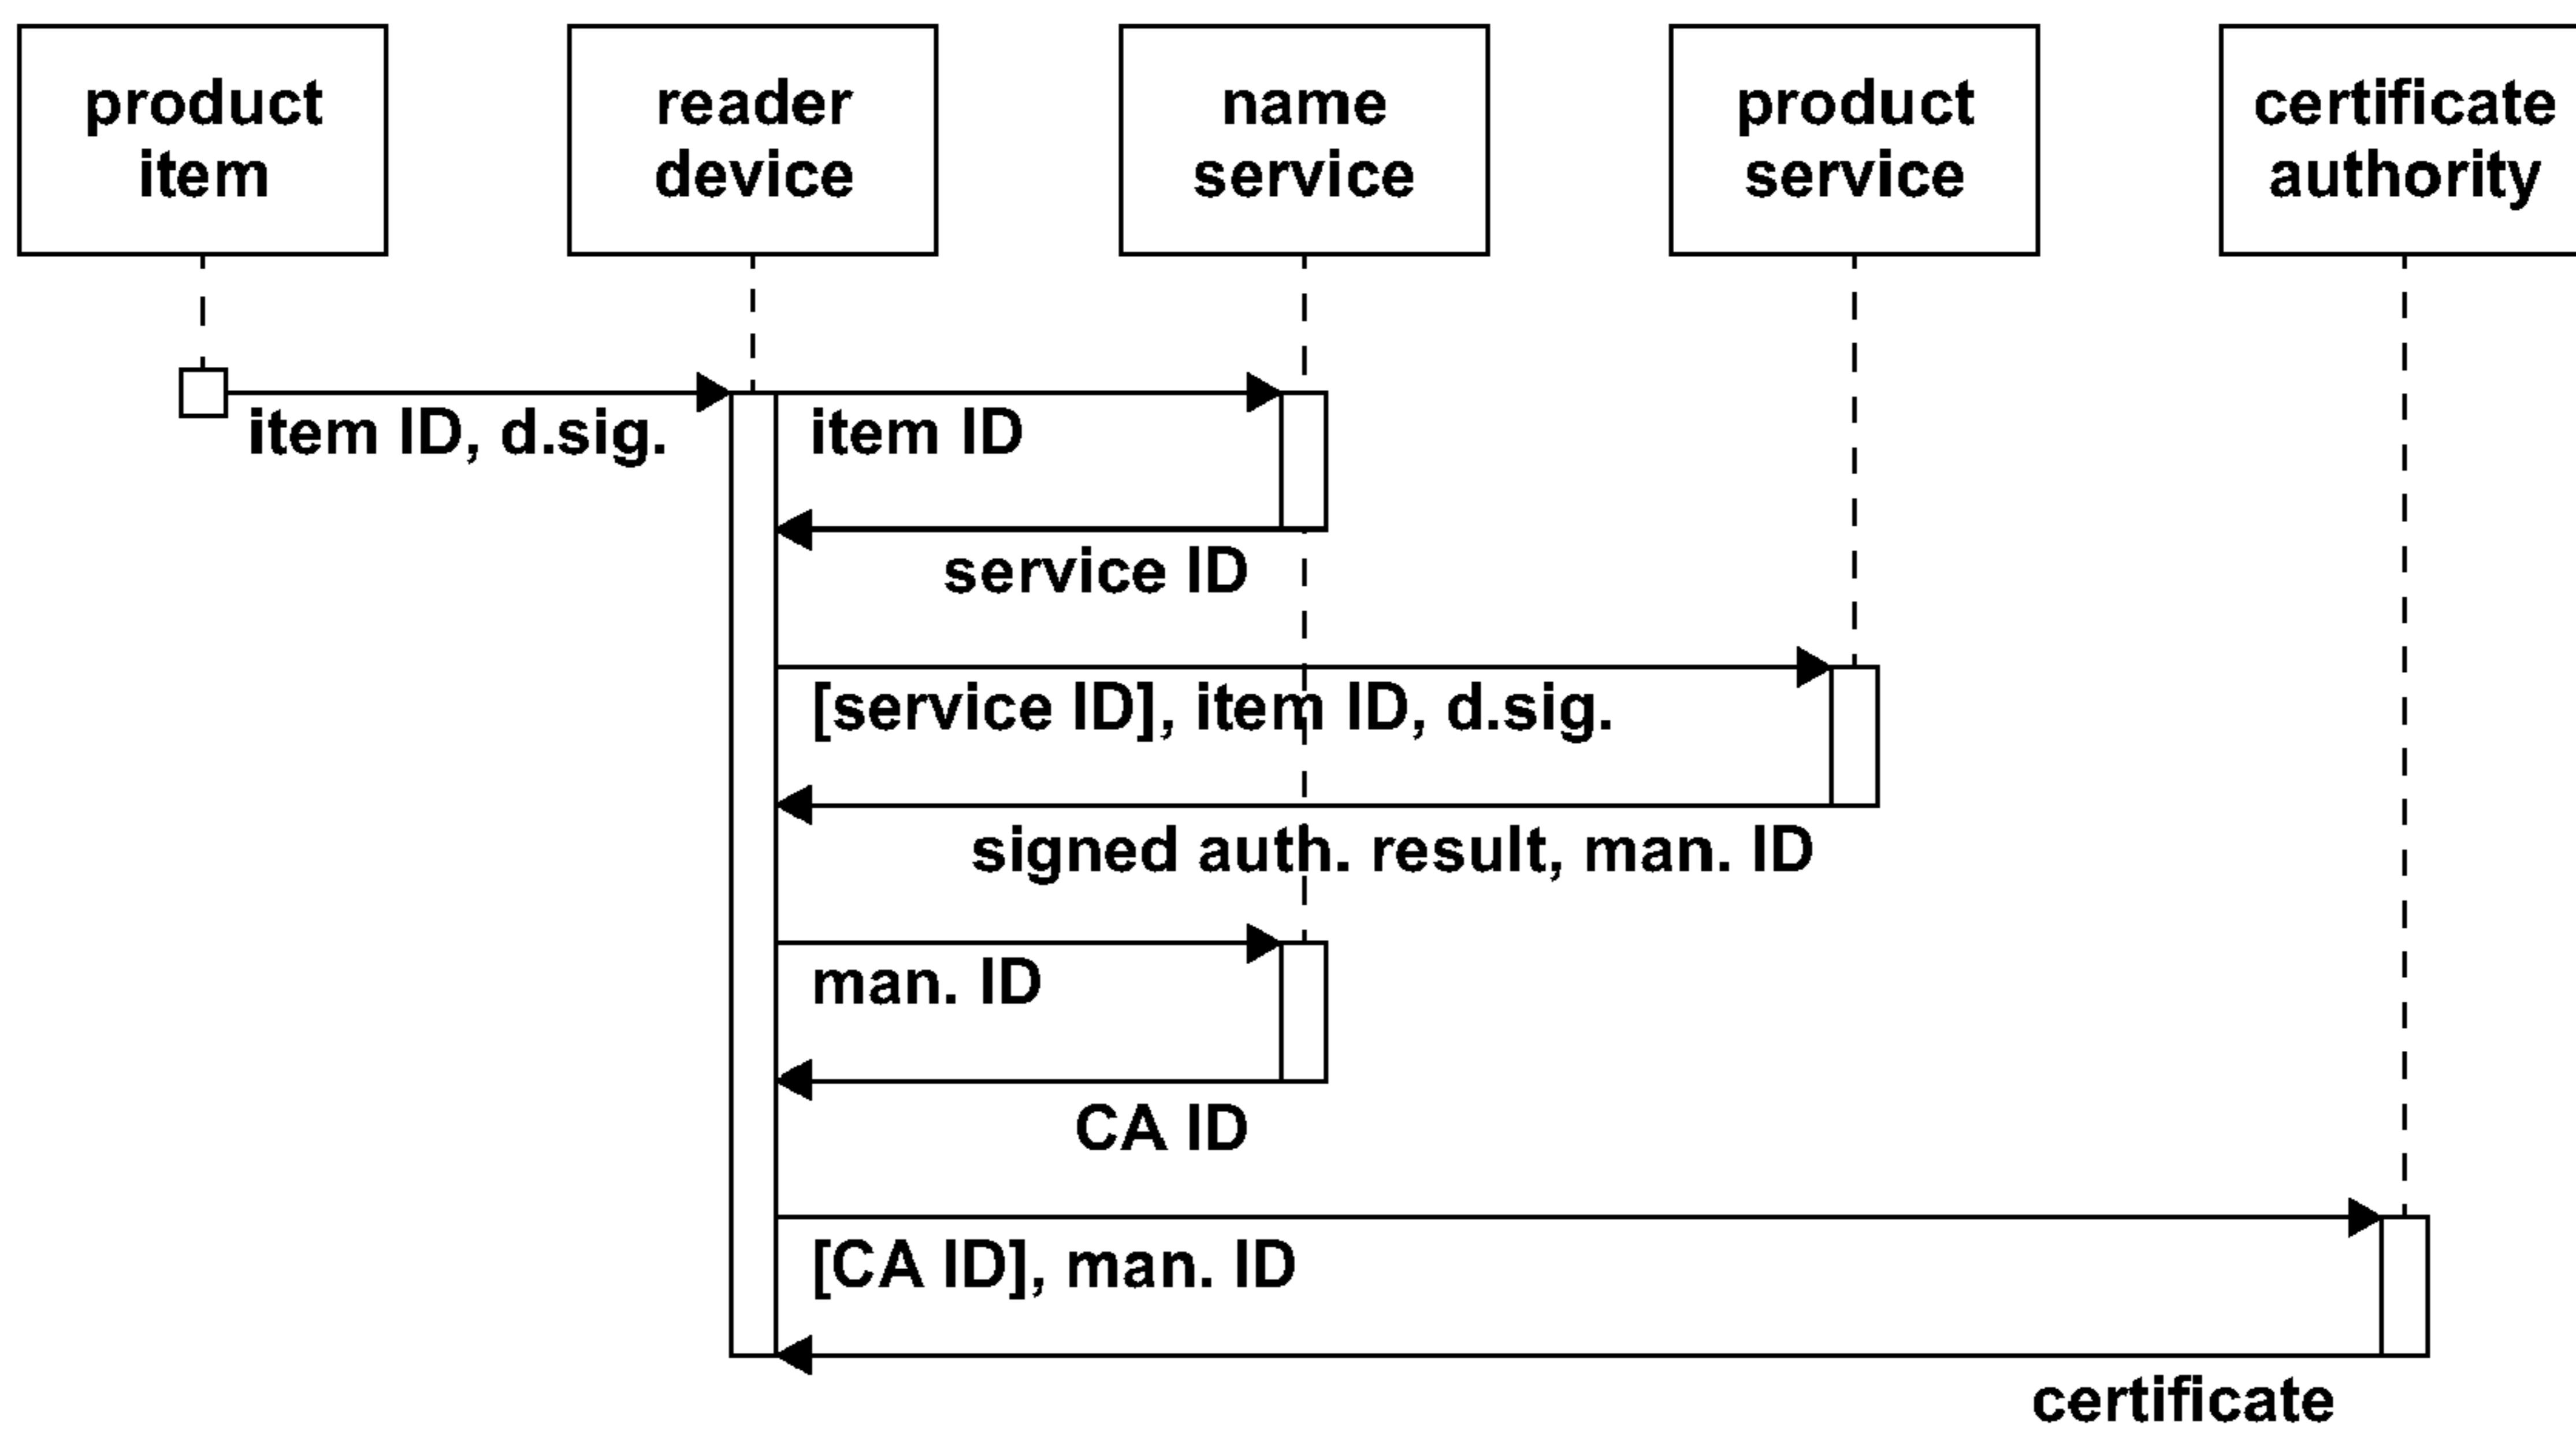 product
item
reader
device
name
service
product
service
certificate
authority
item ID, d.sig.
item ID
service ID
[service ID], item ID, d.sig.
signed auth. result, man. ID
man. ID
CA ID
[CA ID], man. ID
certificate